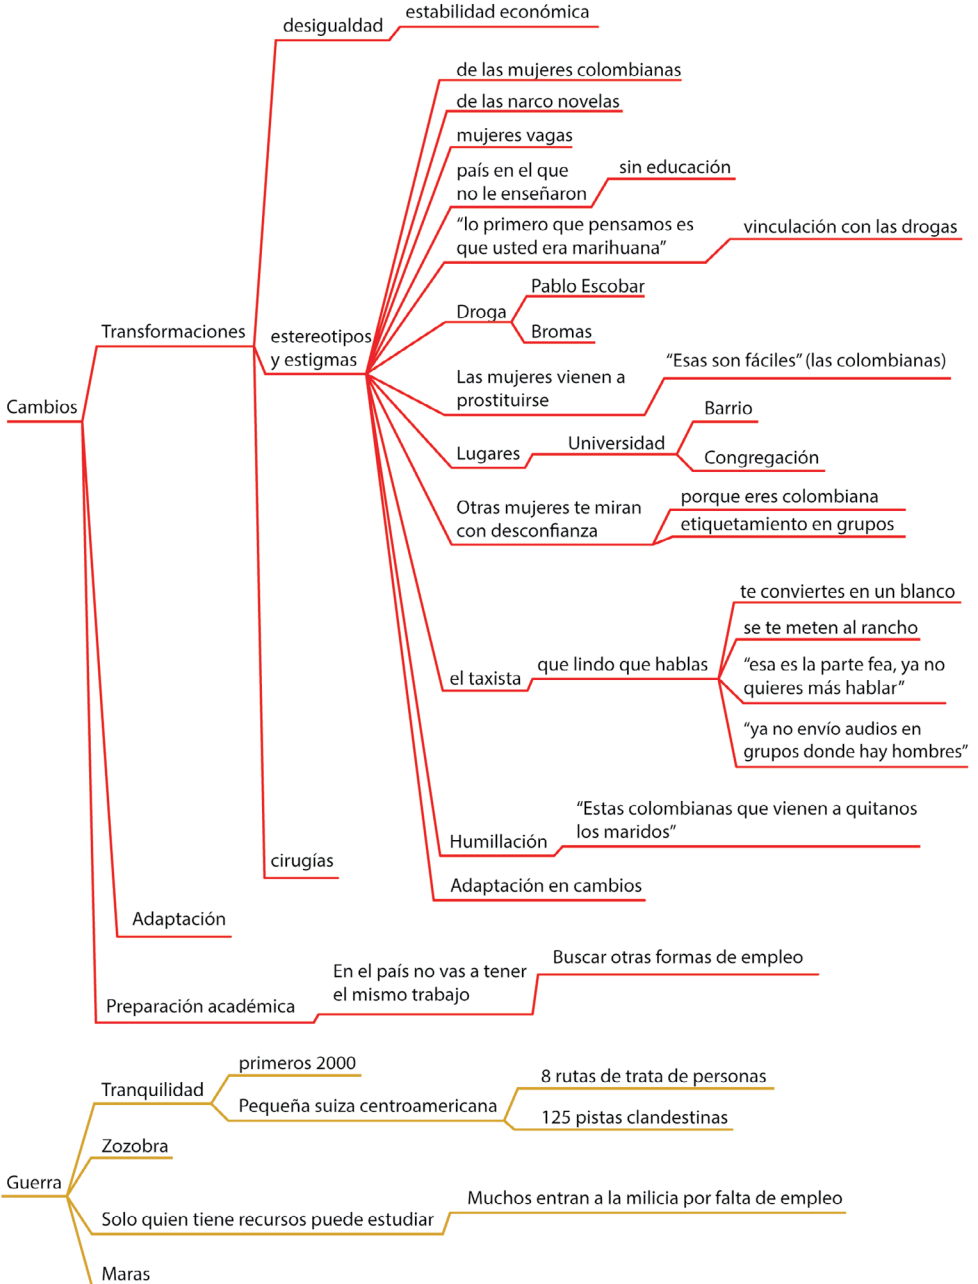 desigualdad
estabilidad económica
de las mujeres colombianas
de las narco novelas
mujeres vagas
país en el que
no le enseñaron
sin educación
“lo primero que pensamos es
que usted era marihuana”
vinculación con las drogas
Droga
Pablo Escobar
Bromas
Transformaciones
estereotipos
y estigmas
Las mujeres vienen a
prostituirse
“Esas son fáciles” (las colombianas)
Cambios
Lugares
Universidad
Barrio
Congregación
Otras mujeres te miran
con desconfianza
porque eres colombiana
etiquetamiento en grupos
el taxista
que lindo que hablas
te conviertes en un blanco
se te meten al rancho
“esa es la parte fea, ya no
quieres más hablar”
“ya no envío audios en
grupos donde hay hombres”
Humillación
“Estas colombianas que vienen a quitanos
los maridos”
cirugías
Adaptación en cambios
Adaptación
Preparación académica
En el país no vas a tener
el mismo trabajo
Buscar otras formas de empleo
Tranquilidad
primeros 2000
Pequeña suiza centroamericana
8 rutas de trata de personas
125 pistas clandestinas
Zozobra
Guerra
Solo quien tiene recursos puede estudiar
Muchos entran a la milicia por falta de empleo
Maras